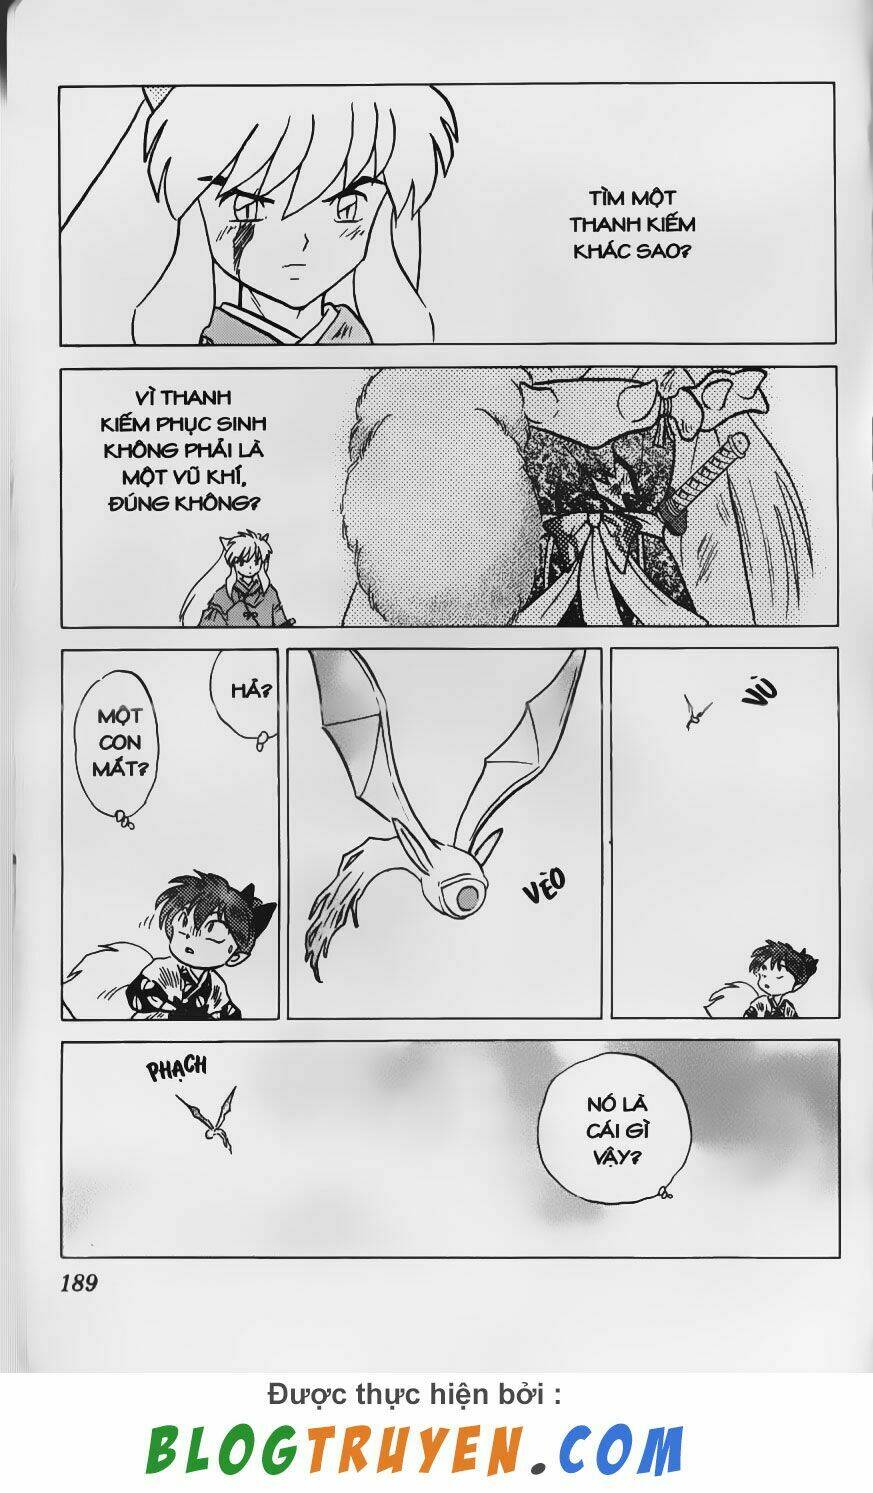 TÌM MỘT
THANH KIẾM
KHÁC SAO?
VÌ THANH
KIẾM PHỤC SINH
KHÔNG PHẢI LÀ
MỘT VŨ KHÍ,
ĐÚNG KHÔNG?
VÙ
VÈO
HẢ?
MỘT
CON
MẮT?
PHẠCH
NÓ LÀ
CÁI GÌ
VẬY?
189
Được thực hiện bởi :
BLOGTRUYEN.COM